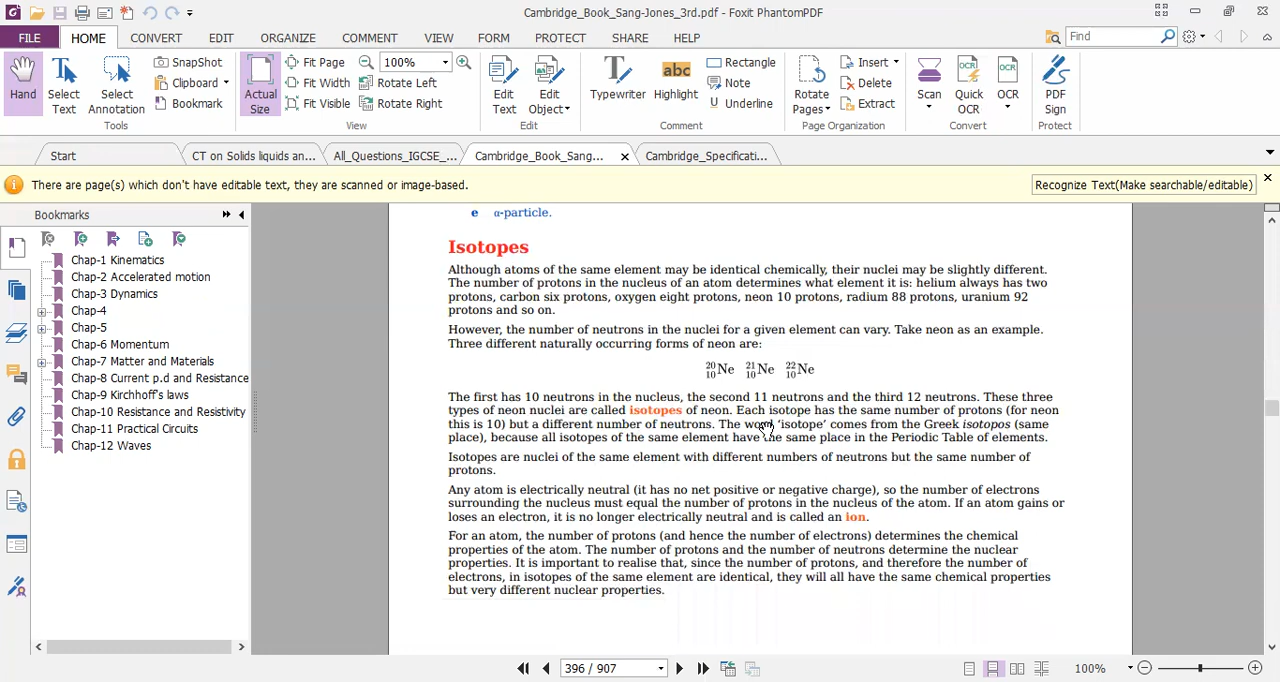 Cambridge_Book_Sang-Jones_3rd.pdf - Foxit PhantomPDF
FILE HOME CONVERT EDIT ORGANIZE COMMENT VIEW FORM PROTECT SHARE HELP Find
Hand
Select Text
Select Annotation
SnapShot
Clipboard
Bookmark
Tools
Actual Size
Fit Page
Fit Width
Fit Visible
100%
Rotate Left
Rotate Right
View
Edit Text
Edit Object
Edit
Typewriter
abc
Highlight
Rectangle
Note
Underline
Comment
Rotate Pages
Insert
Delete
Extract
Page Organization
Scan
OCR
Quick OCR
OCR
OCR
Convert
PDF Sign
Protect
Start CT on Solids liquids an... All_Questions_IGCSE_... Cambridge_Book_Sang... Cambridge_Specificati...
There are page(s) which don't have editable text, they are scanned or image-based. Recognize Text(Make searchable/editable)
Bookmarks
Chap-1 Kinematics
Chap-2 Accelerated motion
Chap-3 Dynamics
Chap-4
Chap-5
Chap-6 Momentum
Chap-7 Matter and Materials
Chap-8 Current p.d and Resistance
Chap-9 Kirchhoff's laws
Chap-10 Resistance and Resistivity
Chap-11 Practical Circuits
Chap-12 Waves
e α-particle.
Isotopes
Although atoms of the same element may be identical chemically, their nuclei may be slightly different.
The number of protons in the nucleus of an atom determines what element it is: helium always has two
protons, carbon six protons, oxygen eight protons, neon 10 protons, radium 88 protons, uranium 92
protons and so on.
However, the number of neutrons in the nuclei for a given element can vary. Take neon as an example.
Three different naturally occurring forms of neon are:
²⁰₁₀Ne ²¹₁₀Ne ²²₁₀Ne
The first has 10 neutrons in the nucleus, the second 11 neutrons and the third 12 neutrons. These three
types of neon nuclei are called isotopes of neon. Each isotope has the same number of protons (for neon
this is 10) but a different number of neutrons. The word ‘isotope’ comes from the Greek isotopos (same
place), because all isotopes of the same element have the same place in the Periodic Table of elements.
Isotopes are nuclei of the same element with different numbers of neutrons but the same number of
protons.
Any atom is electrically neutral (it has no net positive or negative charge), so the number of electrons
surrounding the nucleus must equal the number of protons in the nucleus of the atom. If an atom gains or
loses an electron, it is no longer electrically neutral and is called an ion.
For an atom, the number of protons (and hence the number of electrons) determines the chemical
properties of the atom. The number of protons and the number of neutrons determine the nuclear
properties. It is important to realise that, since the number of protons, and therefore the number of
electrons, in isotopes of the same element are identical, they will all have the same chemical properties
but very different nuclear properties.
396 / 907
100%